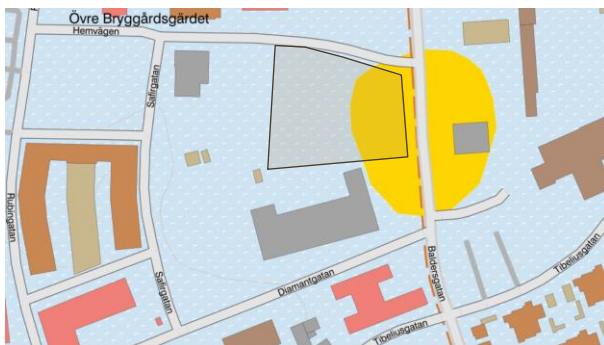 Övre Bryggårdsgärdet
Hemvägen
Safirgatan
Rubingatan
Safirgatan
Diamantgatan
Baldersgatan
Tibeliusgatan
Tibeliusgatan